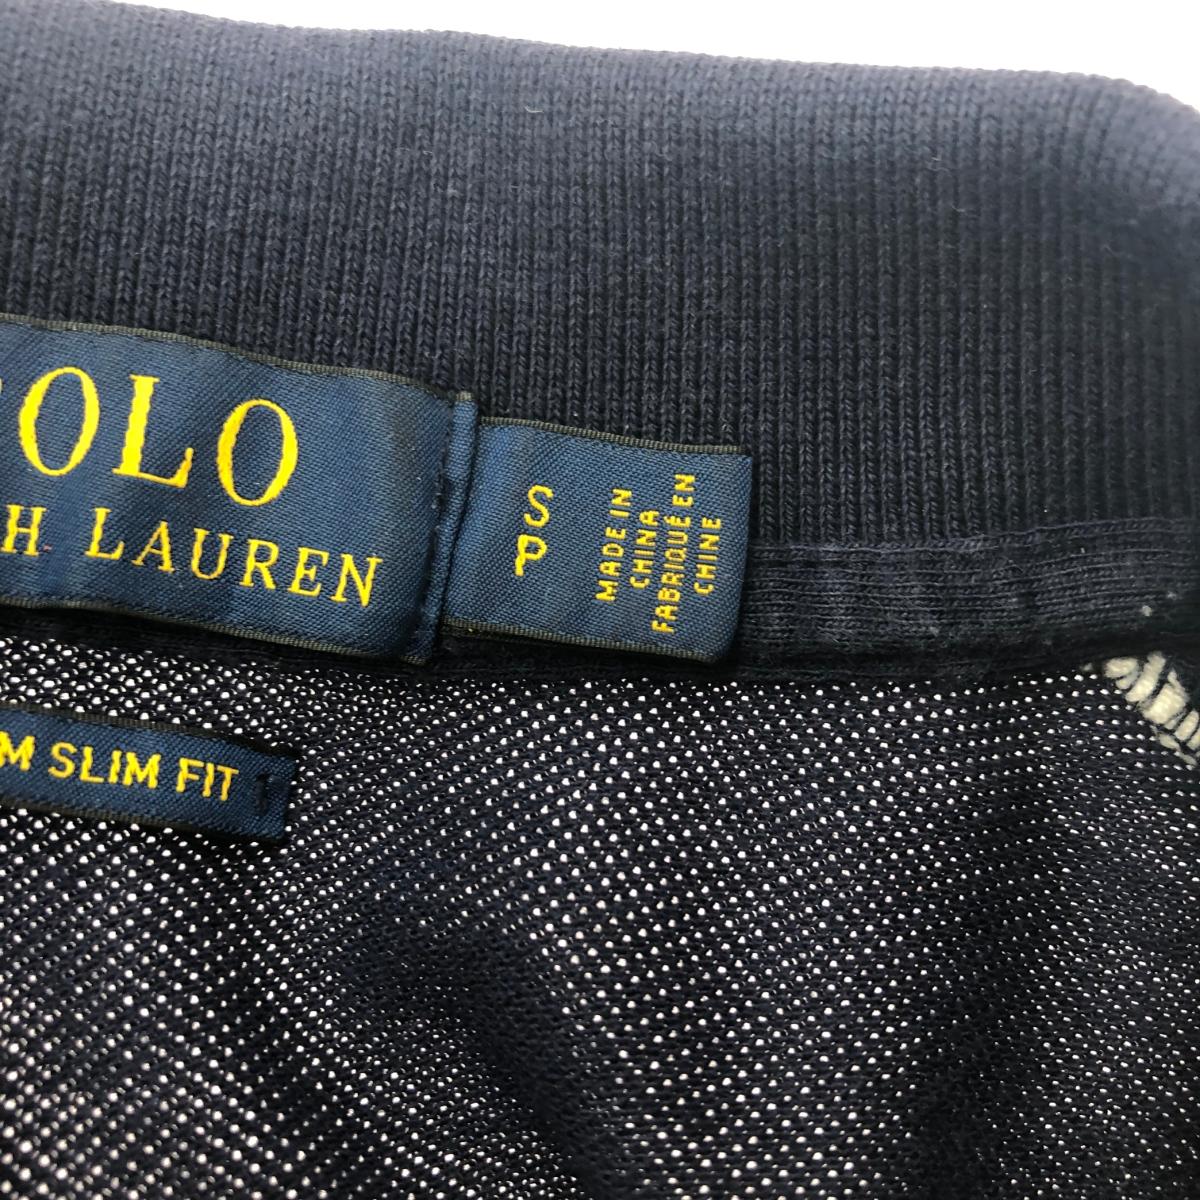 OLO
H LAUREN
S
P
MADE IN
CHINA
FABRIQUÉ EN
CHINE
M SLIM FIT